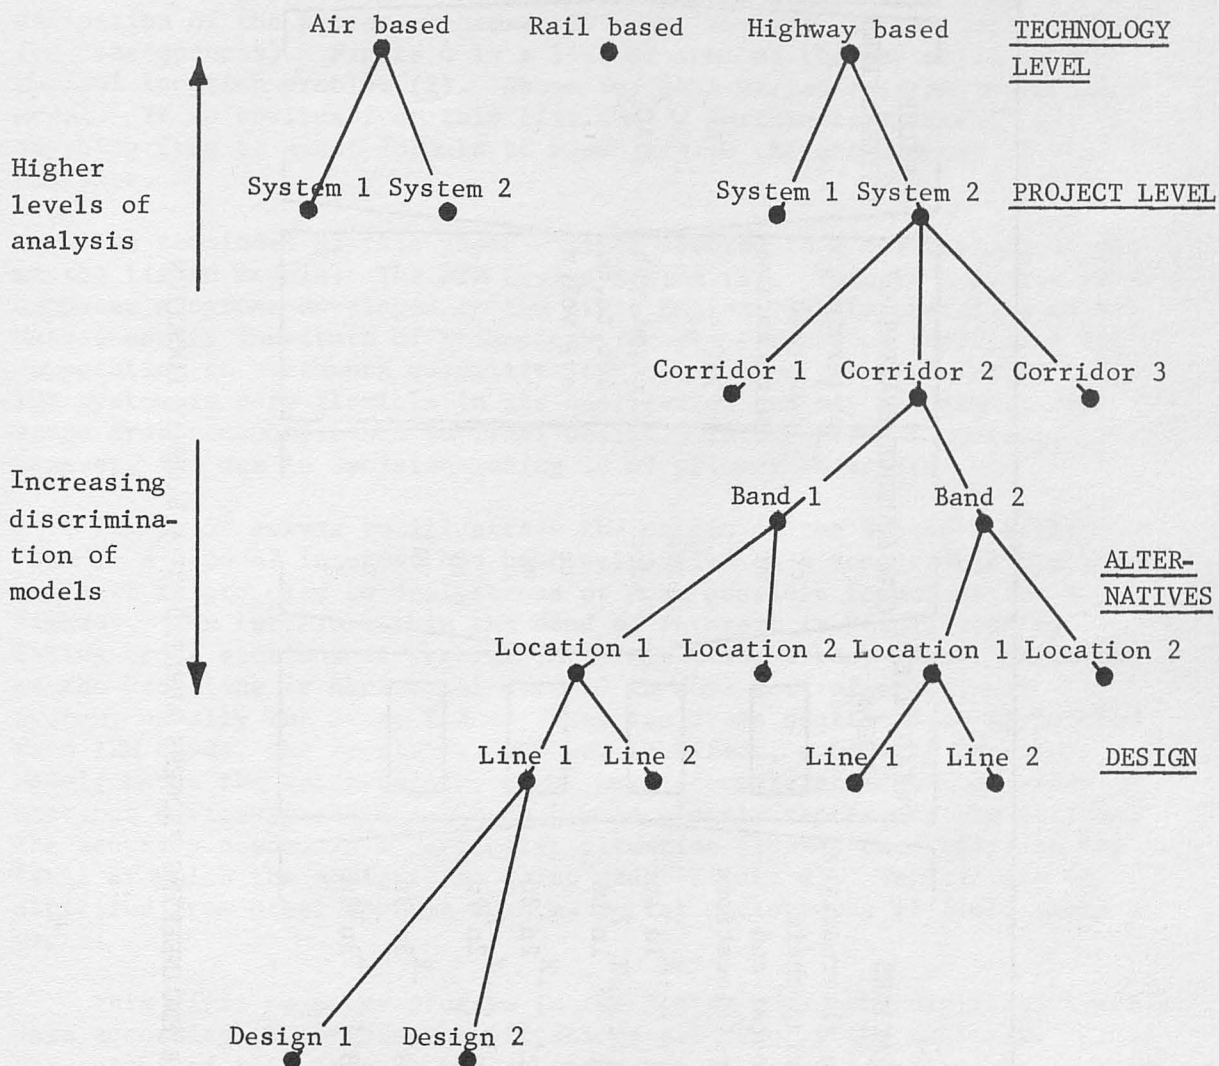 Air based Rail based Highway based TECHNOLOGY
LEVEL
Higher
levels of
analysis
System 1 System 2 System 1 System 2 PROJECT LEVEL
Corridor 1 Corridor 2 Corridor 3
Increasing
discrimina-
tion of
models
Band 1 Band 2
ALTER-
NATIVES
Location 1 Location 2 Location 1 Location 2
Line 1 Line 2 Line 1 Line 2 DESIGN
Design 1 Design 2